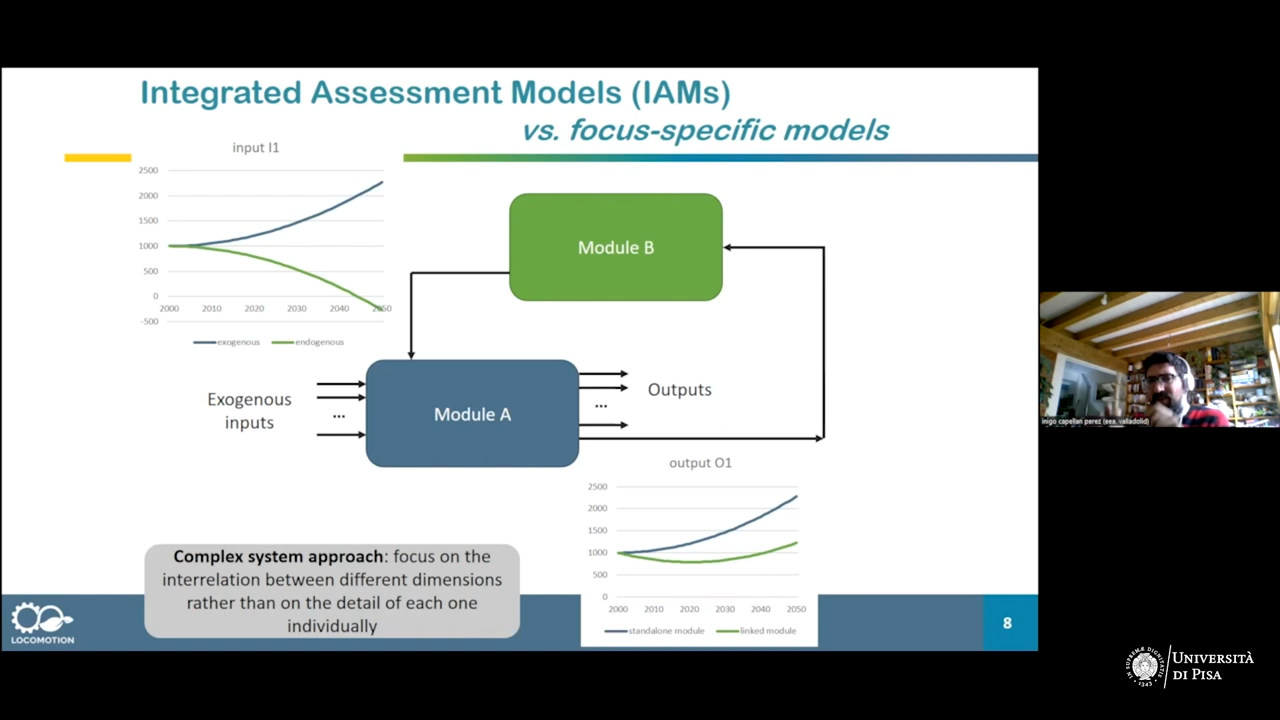 Integrated Assessment Models (IAMs)
vs. focus-specific models
input I1
2500
2000
1500
1000
500
0
-500
2000 2010 2020 2030 2040 2050
exogenous endogenous
Module B
Exogenous
inputs
...
Module A
...
Outputs
output O1
2500
2000
1500
1000
500
0
2000 2010 2020 2030 2040 2050
standalone module linked module
Complex system approach: focus on the
interrelation between different dimensions
rather than on the detail of each one
individually
LOCOMOTION
8
inigo capellan perez (eea. valladolid)
UNIVERSITÀ
DI PISA